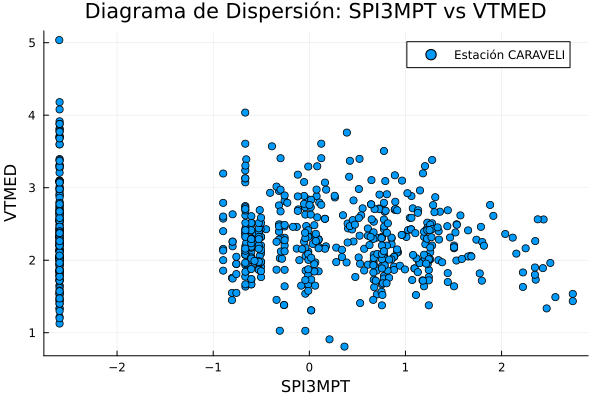 Diagrama de Dispersión: SPI3MPT vs VTMED
Estación CARAVELI
5
4
3
2
1
VTMED
−2
−1
0
1
2
SPI3MPT